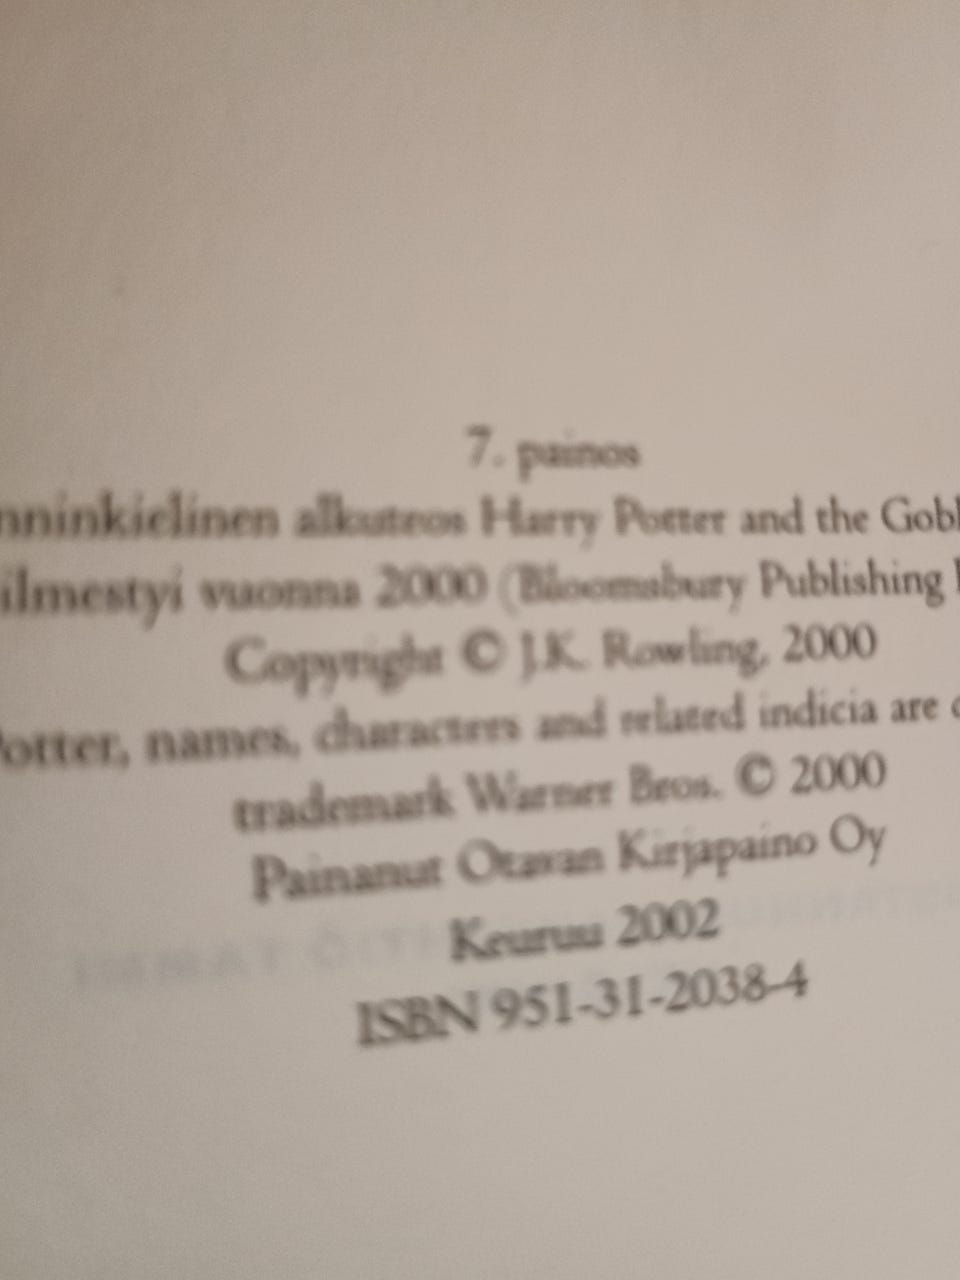 7. painos
nninkielinen alkuteos Harry Potter and the Gobl
ilmestyi vuonna 2000 (Bloomsbury Publishing
Copyright © J.K. Rowling, 2000
Potter, names, characters and related indicia are
trademark Warner Bros. © 2000
Painanut Otavan Kirjapaino Oy
Keuruu 2002
ISBN 951-31-2038-4